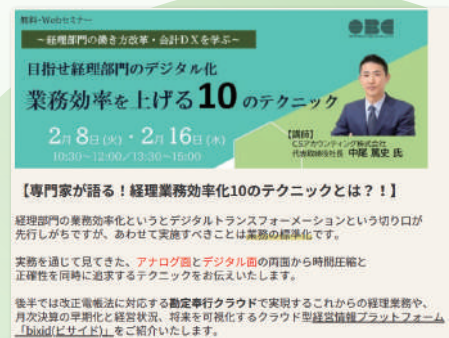 無料・Webセミナー
～経理部門の働き方改革・会計DXを学ぶ～
OBC
目指せ経理部門のデジタル化
業務効率を上げる10のテクニック
2月8日(火)・2月16日(水)
10:30～12:00／13:30～15:00
【講師】
CSアカウンティング株式会社
代表取締役社長 中尾 篤史 氏
【専門家が語る！経理業務効率化10のテクニックとは？！】
経理部門の業務効率化というとデジタルトランスフォーメーションという切り口が
先行しがちですが、あわせて実施すべきことは業務の標準化です。
実務を通じて見てきた、アナログ面とデジタル面の両面から時間圧縮と
正確性を同時に追求するテクニックをお伝えいたします。
後半では改正電帳法に対応する勘定奉行クラウドで実現するこれからの経理業務や、
月次決算の早期化と経営状況、将来を可視化するクラウド型経営情報プラットフォーム
「bixid(ビサイド)」をご紹介いたします。